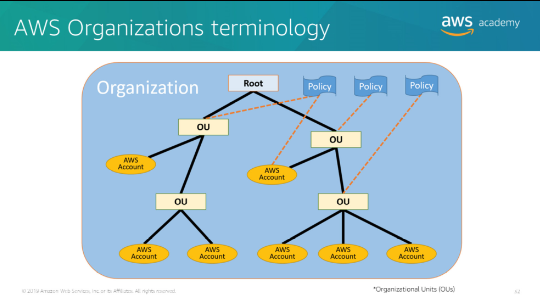 AWS Organizations terminology
aws academy
Organization
Root
Policy
Policy
Policy
OU
OU
AWS
Account
AWS
Account
OU
OU
AWS
Account
AWS
Account
AWS
Account
AWS
Account
AWS
Account
© 2019 Amazon Web Services, Inc. or its Affiliates. All rights reserved.
*Organizational Units (OUs)